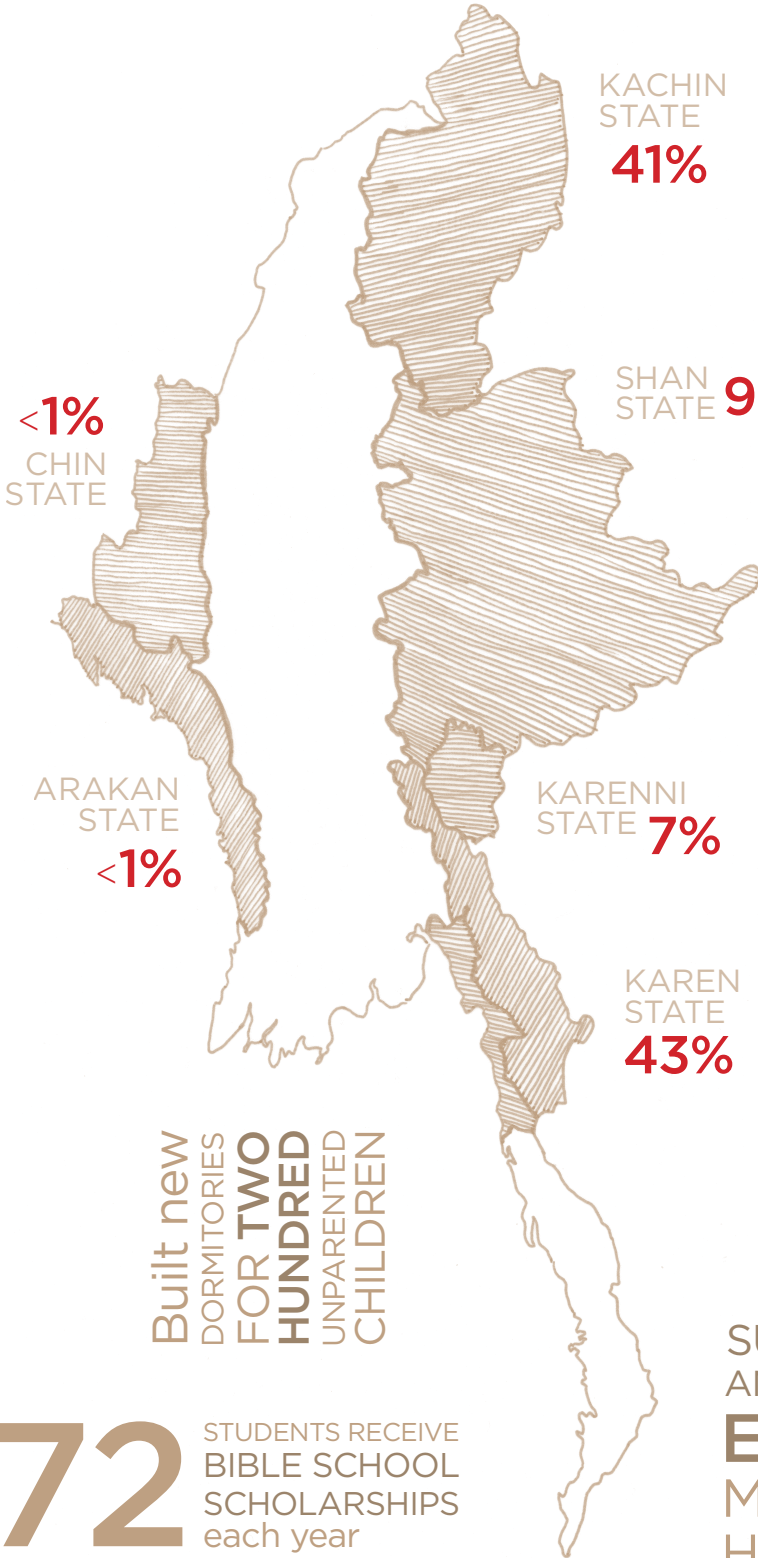 KACHIN
STATE
41%
SHAN
STATE 9
<1%
CHIN
STATE
ARAKAN
STATE
<1%
KARENNI
STATE 7%
KAREN
STATE
43%
Built new
DORMITORIES
FOR TWO
HUNDRED
UNPARENTED
CHILDREN
72
STUDENTS RECEIVE
BIBLE SCHOOL
SCHOLARSHIPS
each year